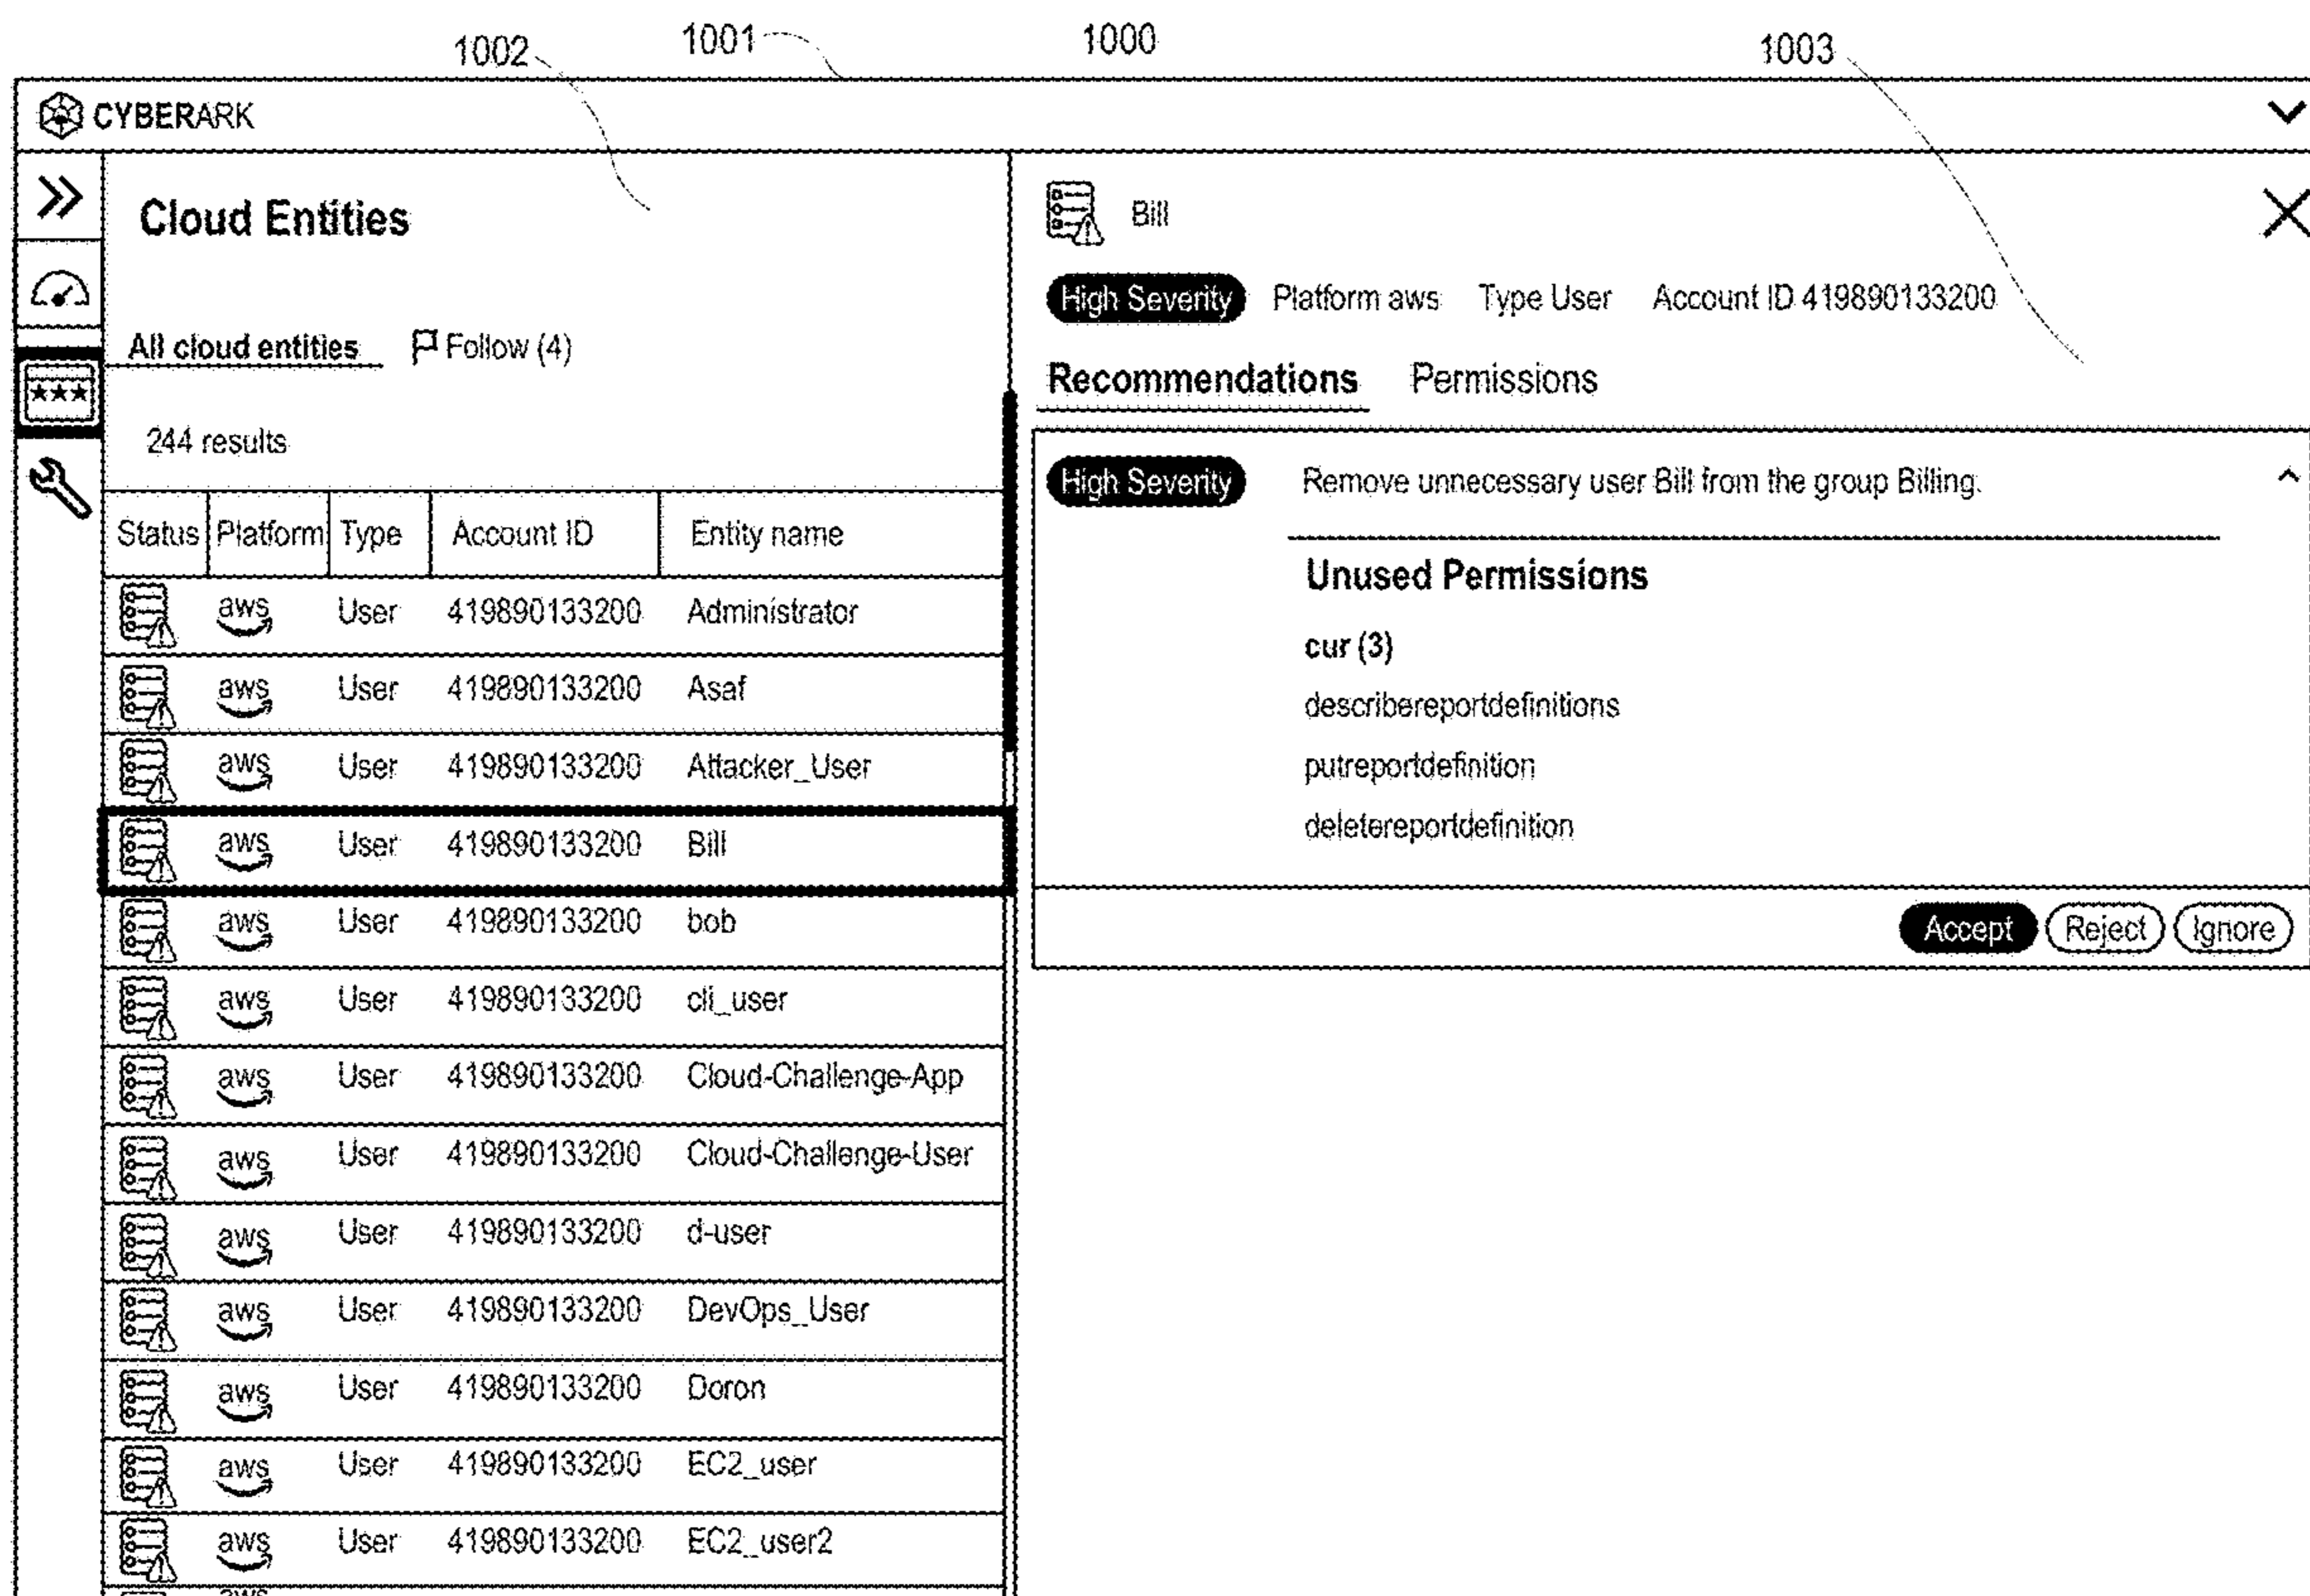 1002 1001 1000 1003
CYBERARK
Cloud Entities
All cloud entities Follow (4)
244 results
Status Platform Type Account ID Entity name
aws User 419890133200 Administrator
aws User 419890133200 Asaf
aws User 419890133200 Attacker_User
aws User 419890133200 Bill
aws User 419890133200 bob
aws User 419890133200 cli_user
aws User 419890133200 Cloud-Challenge-App
aws User 419890133200 Cloud-Challenge-User
aws User 419890133200 d-user
aws User 419890133200 DevOps_User
aws User 419890133200 Doron
aws User 419890133200 EC2_user
aws User 419890133200 EC2_user2
aws
Bill
High Severity Platform aws Type User Account ID 419890133200
Recommendations Permissions
High Severity Remove unnecessary user Bill from the group Billing.
Unused Permissions
cur (3)
describereportdefinitions
putreportdefinition
deletereportdefinition
Accept Reject Ignore